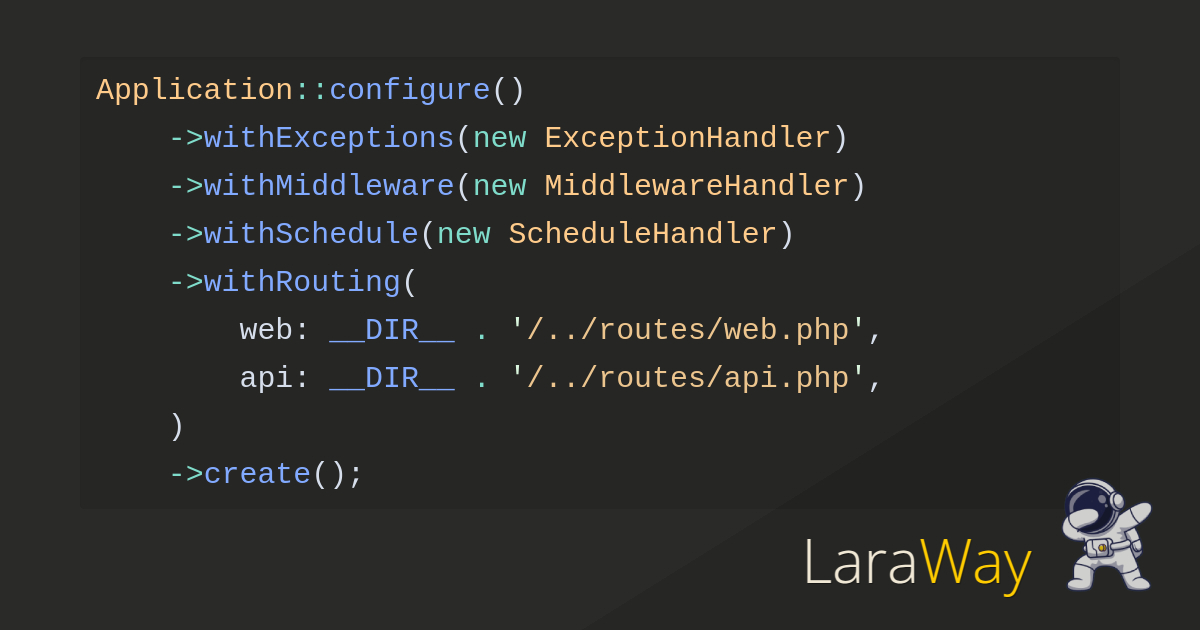 Application::configure()
    ->withExceptions(new ExceptionHandler)
    ->withMiddleware(new MiddlewareHandler)
    ->withSchedule(new ScheduleHandler)
    ->withRouting(
        web: __DIR__ . '/../routes/web.php',
        api: __DIR__ . '/../routes/api.php',
    )
    ->create();
LaraWay